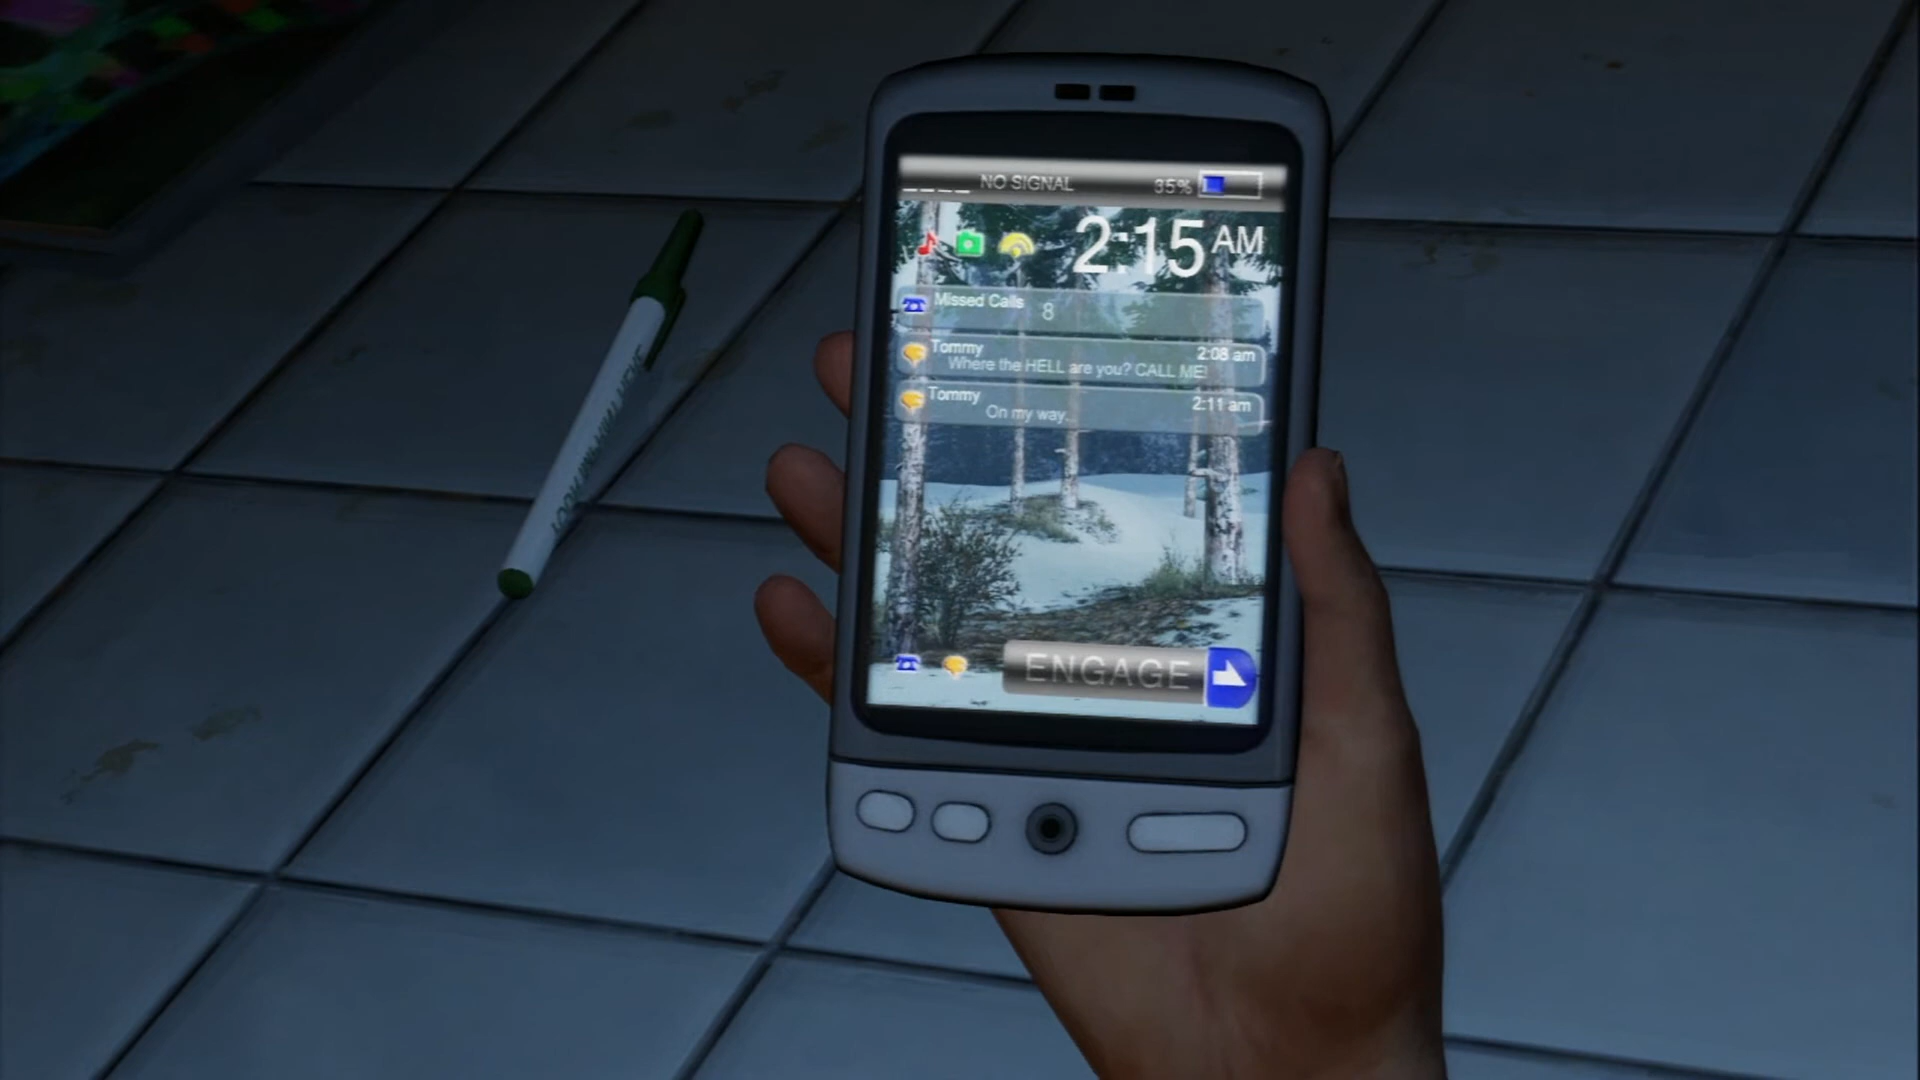 NO SIGNAL 35%
2:15 AM
Missed Calls 8
Tommy 2:08 am
Where the HELL are you? CALL ME!
Tommy 2:11 am
On my way.
ENGAGE